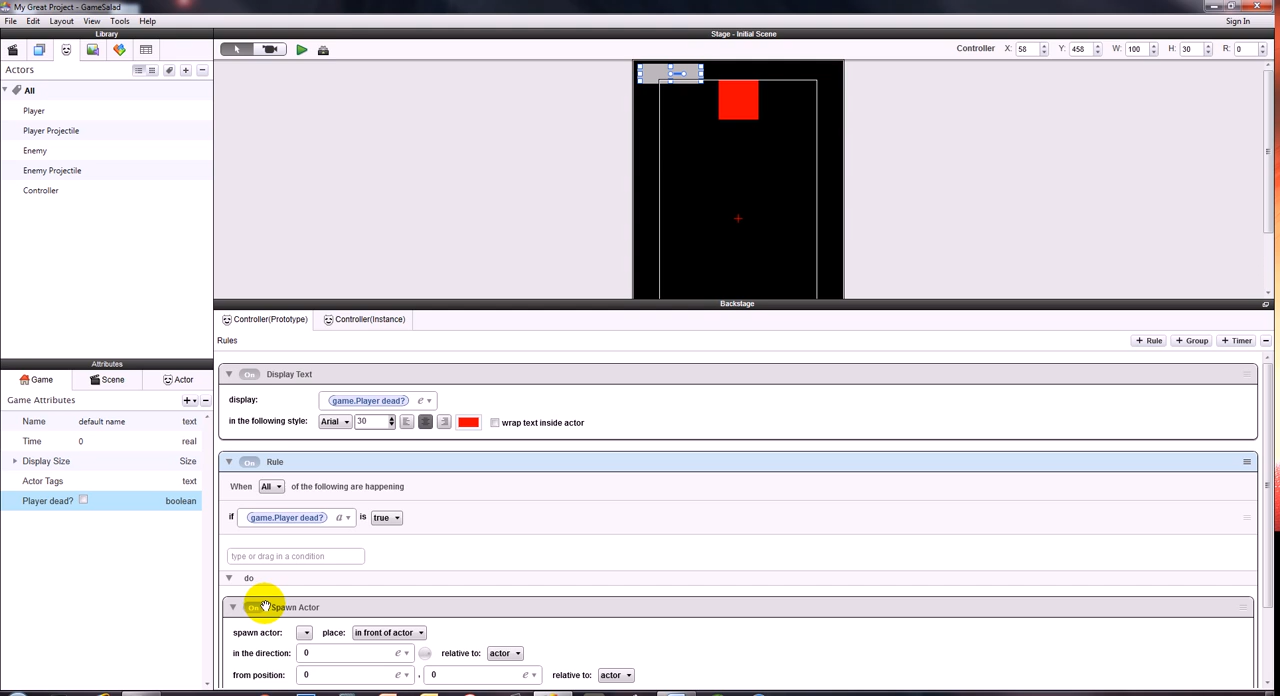 My Great Project - GameSalad
File Edit Layout View Tools Help
Sign In
Library
Stage - Initial Scene
Controller X: 58 Y: 458 W: 100 H: 30 R: 0
Actors
All
Player
Player Projectile
Enemy
Enemy Projectile
Controller
Backstage
Controller(Prototype) Controller(Instance)
Rules + Rule + Group + Timer
Attributes
Game Scene Actor
Game Attributes
Name default name text
Time 0 real
Display Size Size
Actor Tags text
Player dead? boolean
On Display Text
display: game.Player dead? e
in the following style: Arial 30 wrap text inside actor
On Rule
When All of the following are happening
if game.Player dead? a is true
type or drag in a condition
do
On Spawn Actor
spawn actor: place: in front of actor
in the direction: 0 e relative to: actor
from position: 0 e , 0 e relative to: actor